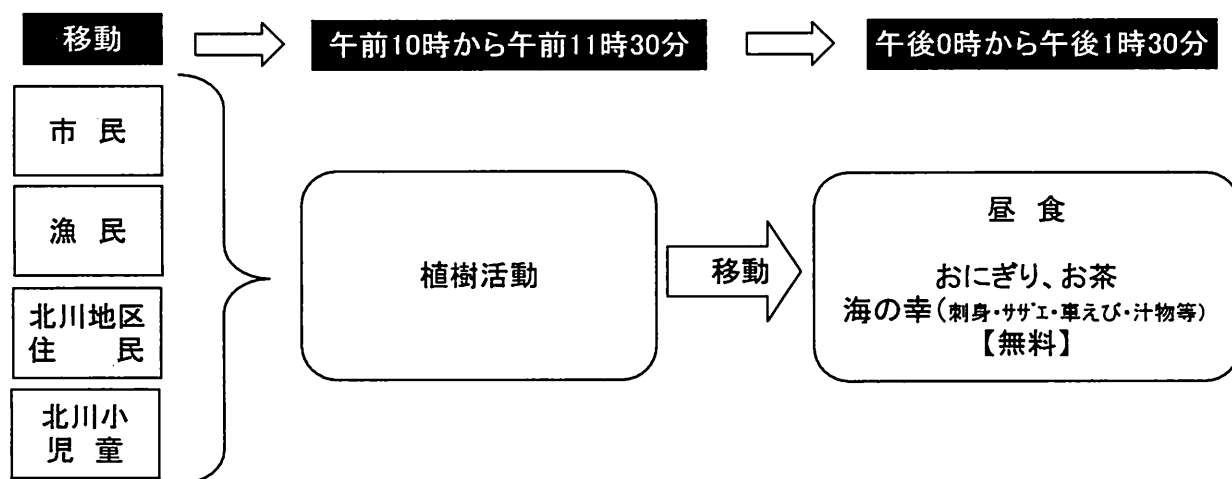 移動
午前10時から午前11時30分
午後0時から午後1時30分
市 民
漁 民
北川地区
住 民
北川小
児 童
植樹活動
移動
昼 食
おにぎり、お茶
海の幸(刺身・ｻｻﾞｴ・車えび・汁物等)
【無料】